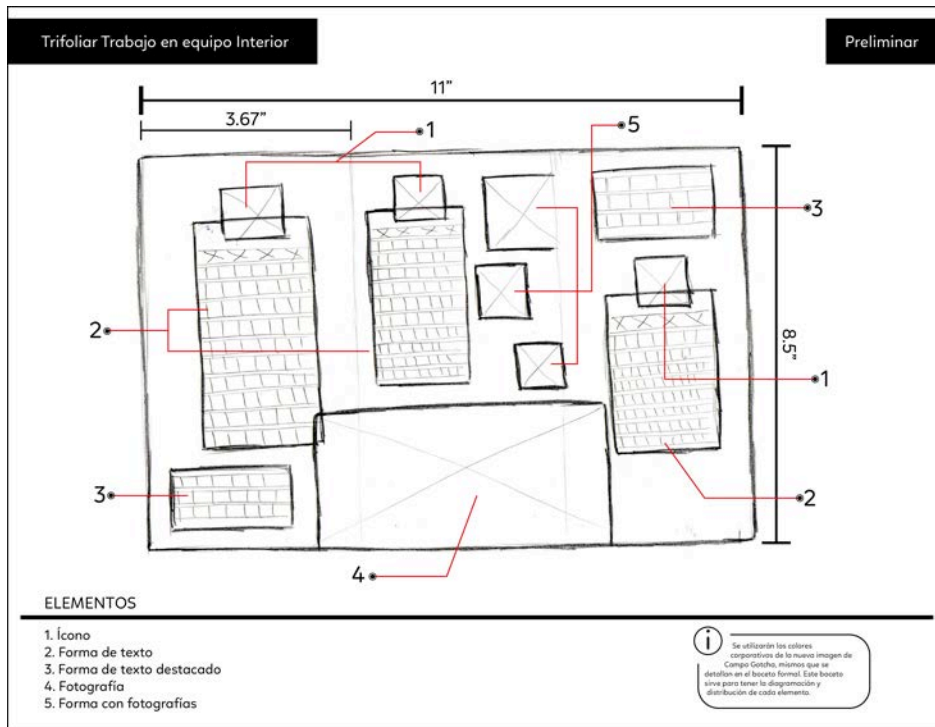 Trifoliar Trabajo en equipo Interior
Preliminar
11”
3.67”
1
5
3
2
8.5”
1
3
2
4
ELEMENTOS
1. Ícono
2. Forma de texto
3. Forma de texto destacado
4. Fotografía
5. Forma con fotografías
i
Se utilizarán los colores
corporativos de la nueva imagen de
Campo Gotcha, mismos que se
detallan en el boceto formal. Este boceto
sirve para tener la diagramación y
distribución de cada elemento.